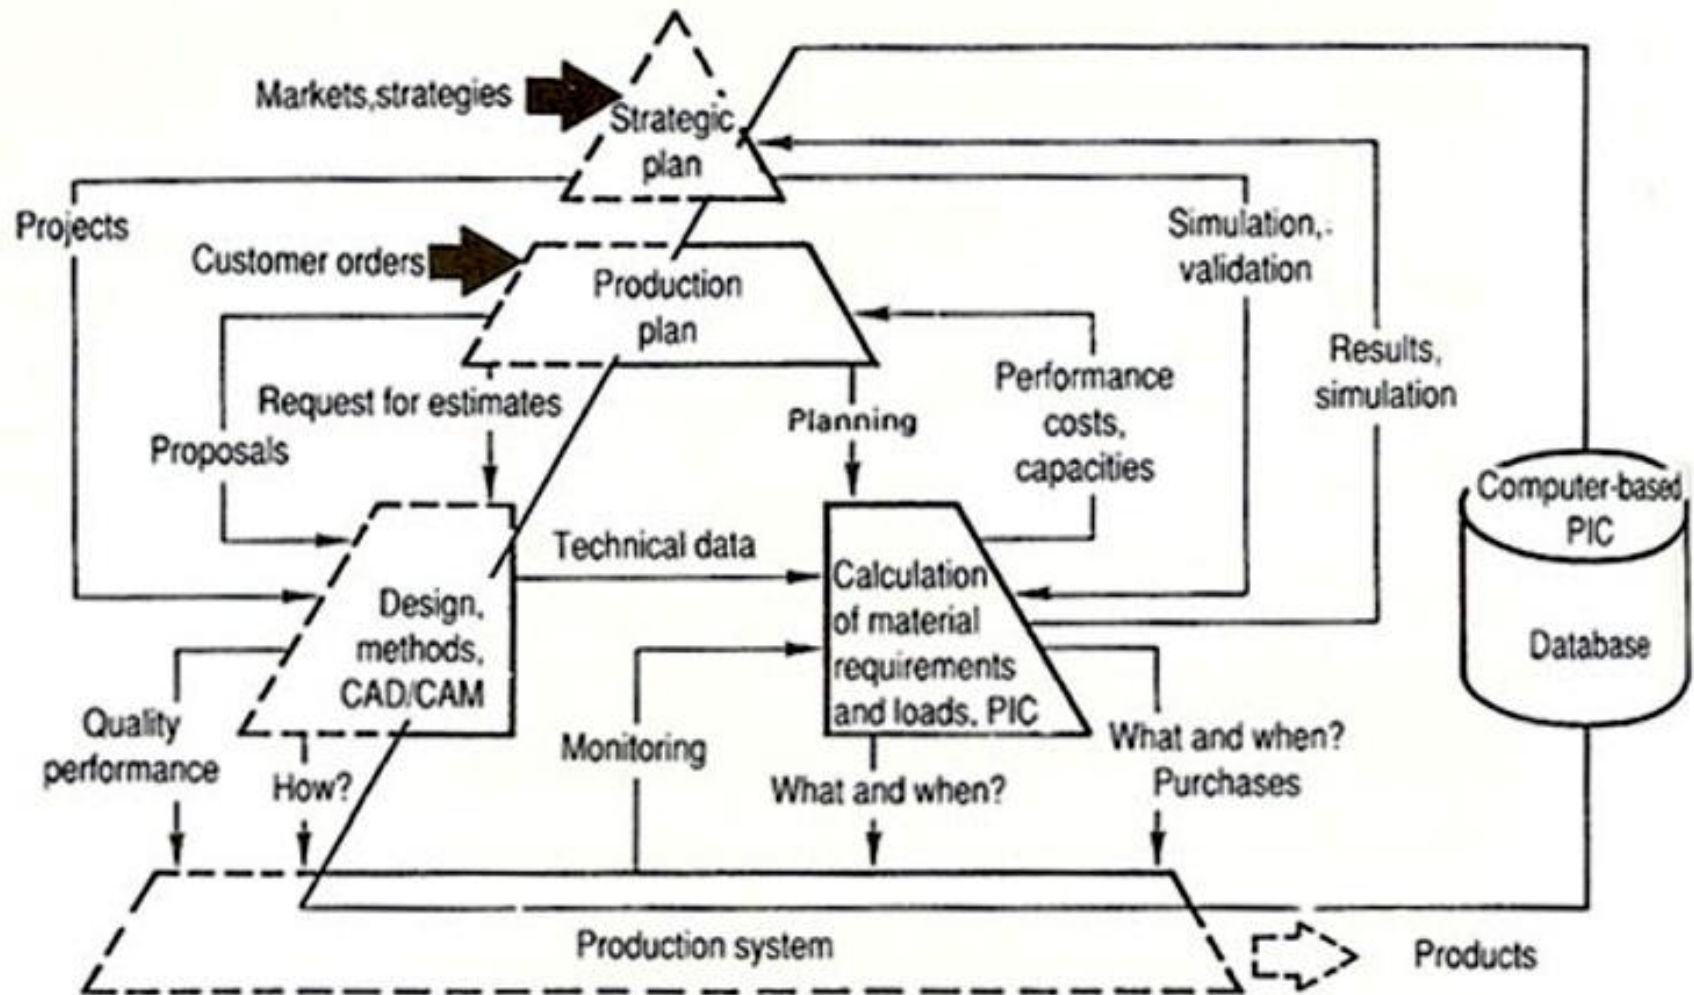 Markets,strategies
Strategic
plan
Projects
Customer orders
Production
plan
Simulation,
validation
Results,
simulation
Request for estimates
Proposals
Planning
Performance
costs,
capacities
Computer-based
PIC
Database
Technical data
Design,
methods,
CAD/CAM
Calculation
of material
requirements
and loads. PIC
Quality
performance
How?
Monitoring
What and when?
What and when?
Purchases
Production system
Products